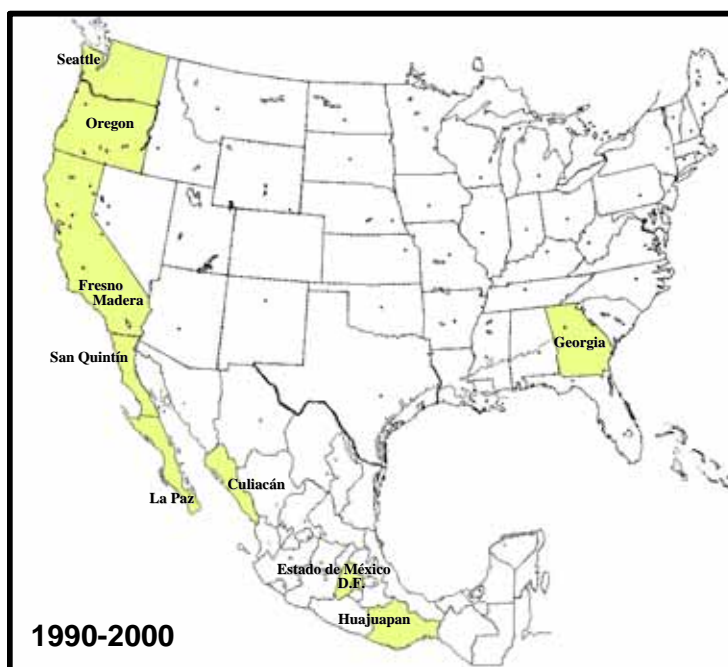 Seattle
Oregon
Fresno
Madera
San Quintín
Georgia
La Paz
Culiacán
Estado de México
D.F.
Huajuapan
1990-2000